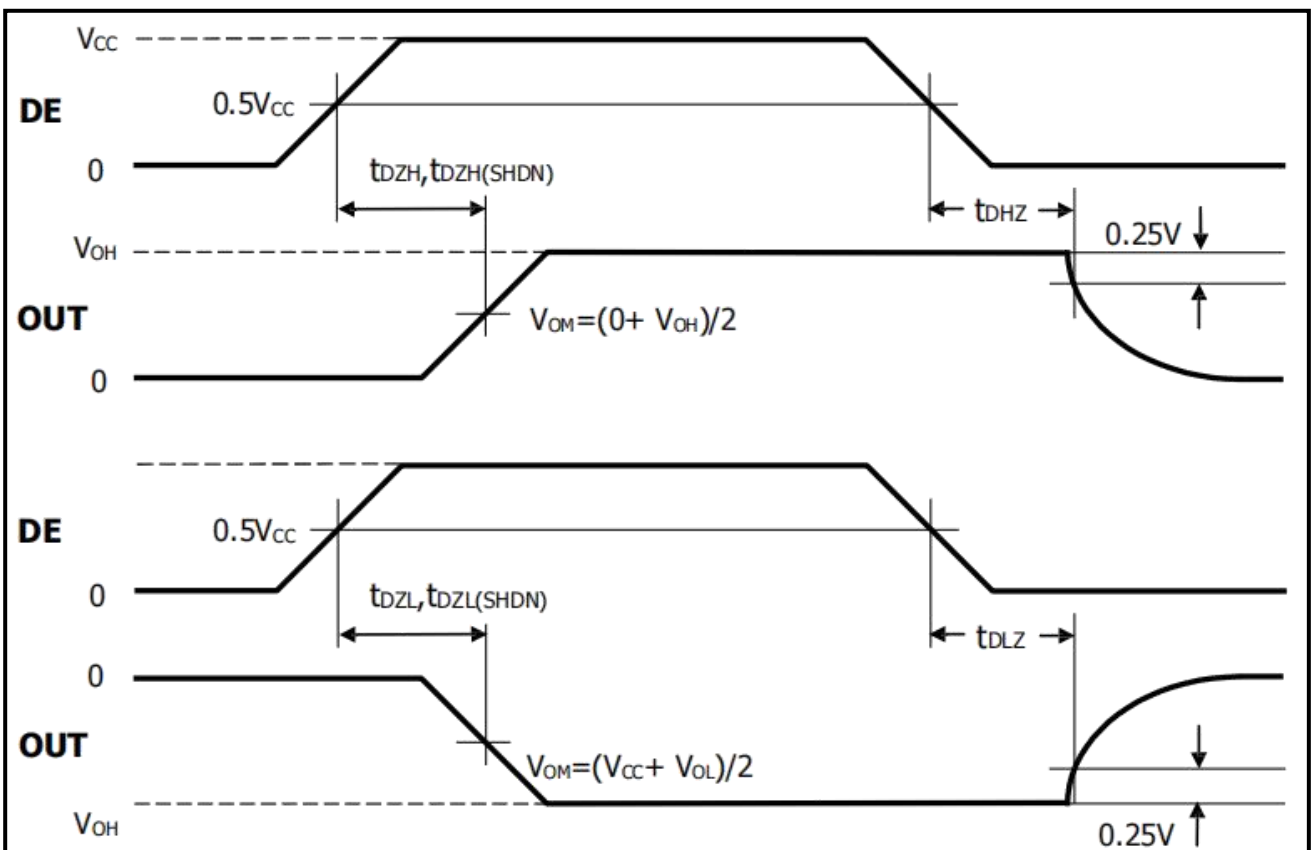 VCC
0.5VCC
DE
0
tDZH,tDZH(SHDN)
tDHZ
0.25V
VOH
OUT
VOM=(0+ VOH)/2
0
DE
0.5VCC
0
tDZL,tDZL(SHDN)
tDLZ
0
OUT
VOM=(VCC+ VOL)/2
VOH
0.25V